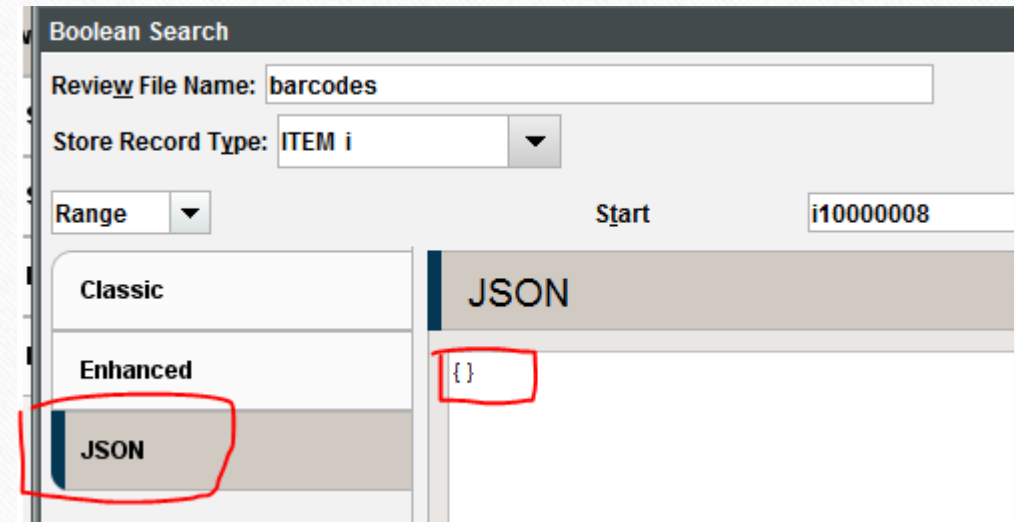 Boolean Search
Review File Name: barcodes
Store Record Type: ITEM i
Range Start i10000008
Classic
JSON
Enhanced
{}
JSON